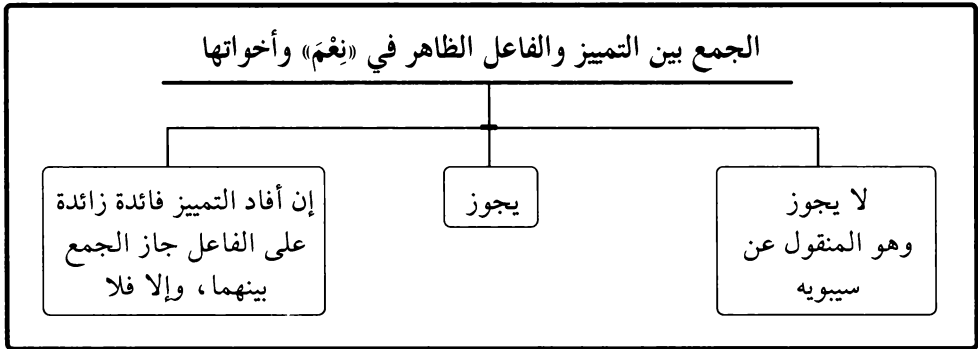 الجمع بين التمييز والفاعل الظاهر في «نِعْمَ» وأخواتها
لا يجوز
وهو المنقول عن
سيبويه
يجوز
إن أفاد التمييز فائدة زائدة
على الفاعل جاز الجمع
بينهما، وإلا فلا